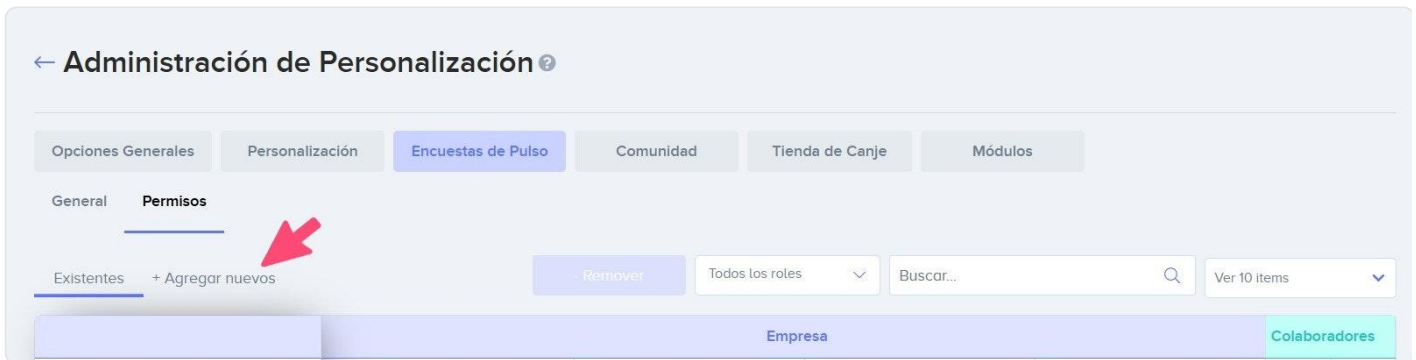 ← Administración de Personalización ?
Opciones Generales Personalización Encuestas de Pulso Comunidad Tienda de Canje Módulos
General Permisos
Existentes + Agregar nuevos Remover Todos los roles Buscar... Ver 10 items
Empresa Colaboradores